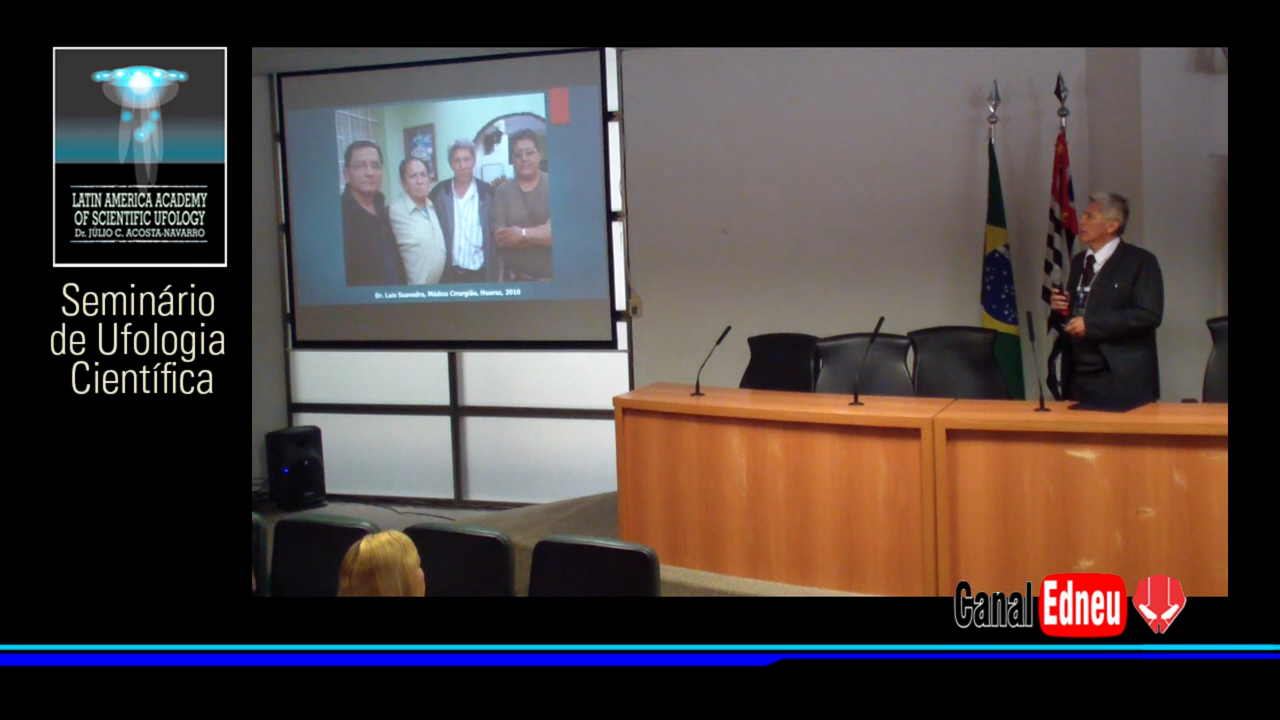 LATIN AMERICA ACADEMY
OF SCIENTIFIC UFOLOGY
Dr. JÚLIO C. ACOSTA-NAVARRO
Seminário
de Ufologia
Científica
Dr. Luis Saavedra, Médico Cirurgião, Huaraz, 2010
Canal Edneu